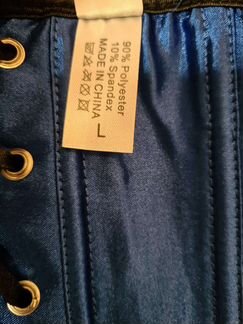 90% Polyester
10% Spandex
MADE IN CHINA
L